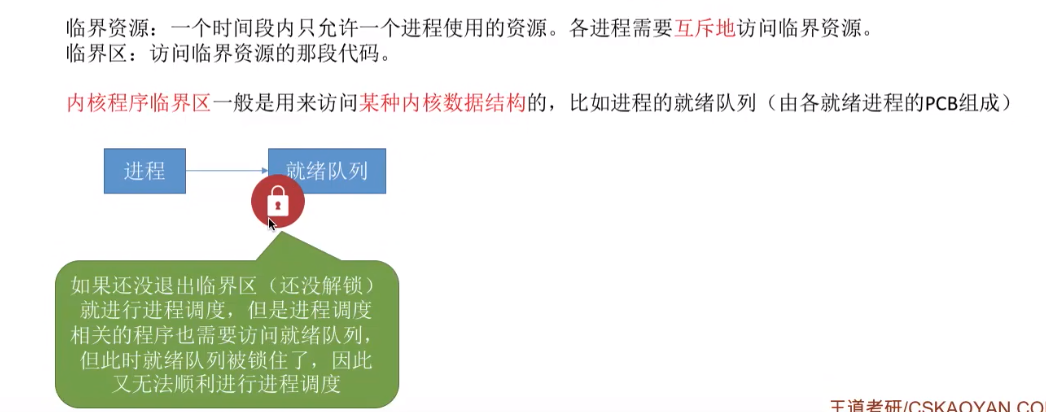 临界资源：一个时间段内只允许一个进程使用的资源。各进程需要互斥地访问临界资源。
临界区：访问临界资源的那段代码。
内核程序临界区一般是用来访问某种内核数据结构的，比如进程的就绪队列（由各就绪进程的PCB组成）
进程
就绪队列
如果还没退出临界区（还没解锁）
就进行进程调度，但是进程调度
相关的程序也需要访问就绪队列，
但此时就绪队列被锁住了，因此
又无法顺利进行进程调度
王道考研/CSKAOYAN.CO